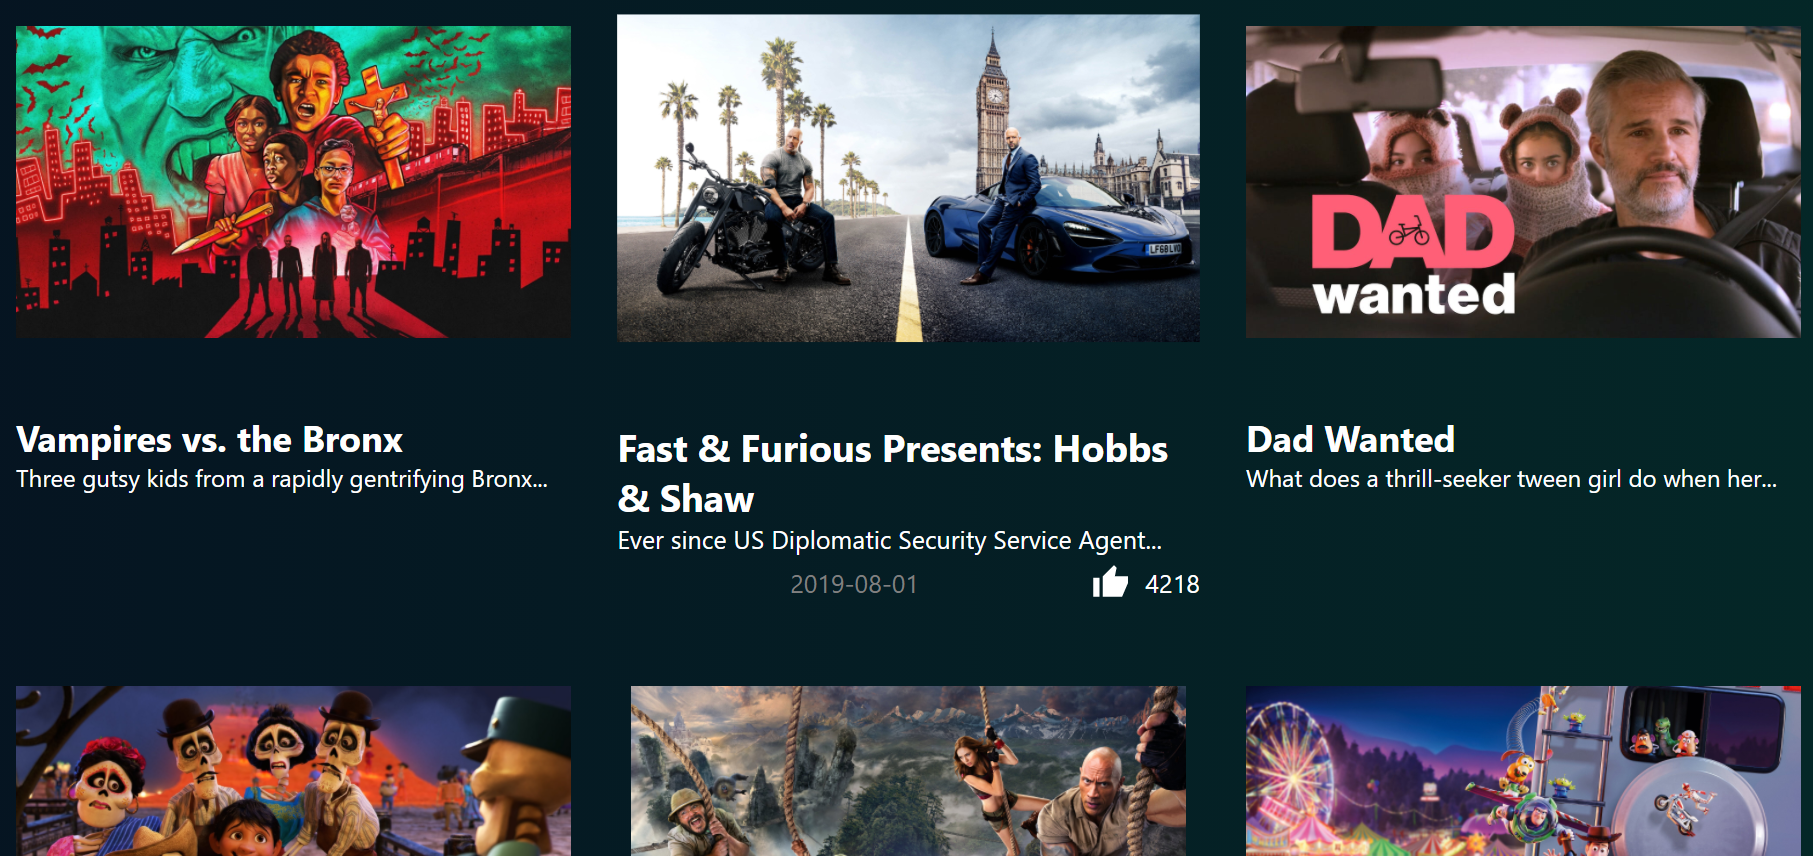 DAD
wanted
LF68 LVO
Vampires vs. the Bronx
Three gutsy kids from a rapidly gentrifying Bronx...
Fast & Furious Presents: Hobbs
& Shaw
Ever since US Diplomatic Security Service Agent...
2019-08-01
4218
Dad Wanted
What does a thrill-seeker tween girl do when her...